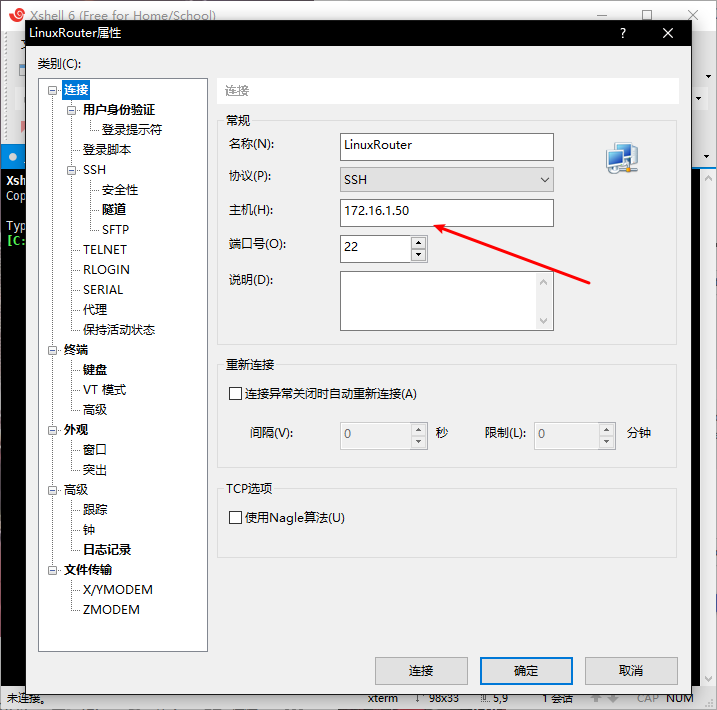 Xshell 6 (Free for Home/School)
LinuxRouter属性
类别(C):
连接
用户身份验证
登录提示符
登录脚本
SSH
安全性
隧道
SFTP
TELNET
RLOGIN
SERIAL
代理
保持活动状态
终端
键盘
VT 模式
高级
外观
窗口
突出
高级
跟踪
钟
日志记录
文件传输
X/YMODEM
ZMODEM
连接
常规
名称(N):
LinuxRouter
协议(P):
SSH
主机(H):
172.16.1.50
端口号(O):
22
说明(D):
重新连接
连接异常关闭时自动重新连接(A)
间隔(V):
0
秒
限制(L):
0
分钟
TCP选项
使用Nagle算法(U)
连接
确定
取消
Xsh
Cop
Typ
[C:
未连接。
xterm
98x33
5,9
1 会话
CAP
NUM